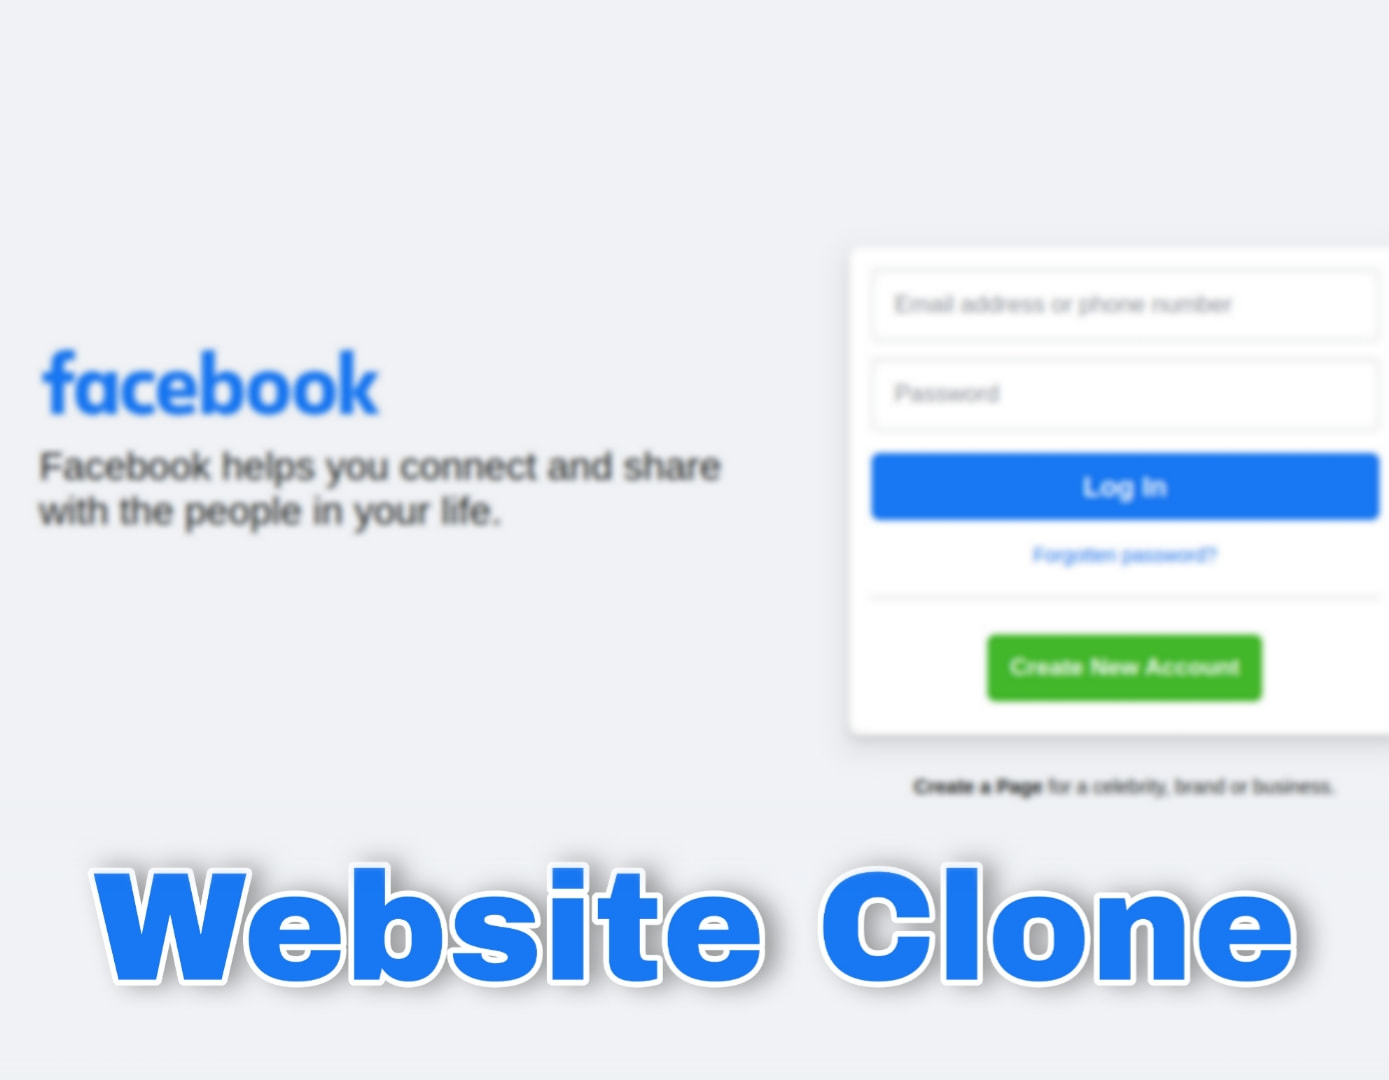 facebook
Facebook helps you connect and share
with the people in your life.
Email address or phone number
Password
Log In
Forgotten password?
Create New Account
Create a Page for a celebrity, brand or business.
Website Clone